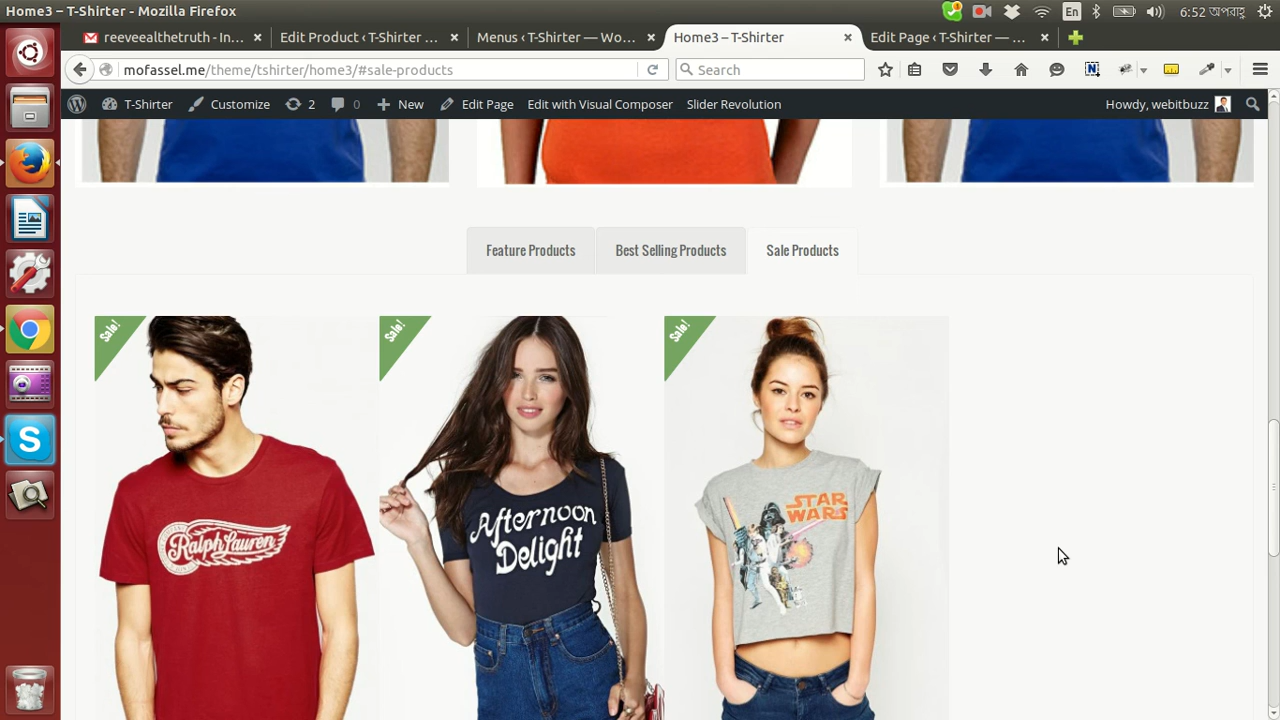 Home3 – T-Shirter - Mozilla Firefox
En
6:52 অপরাহ্ণ
reeveealthetruth - In...
Edit Product ‹ T-Shirter ...
Menus ‹ T-Shirter — Wo...
Home3 – T-Shirter
Edit Page ‹ T-Shirter — ...
mofassel.me/theme/tshirter/home3/#sale-products
Search
T-Shirter
Customize
2
0
New
Edit Page
Edit with Visual Composer
Slider Revolution
Howdy, webitbuzz
Feature Products
Best Selling Products
Sale Products
Sale!
Sale!
Sale!
Ralph Lauren
Afternoon
Delight
STAR
WARS